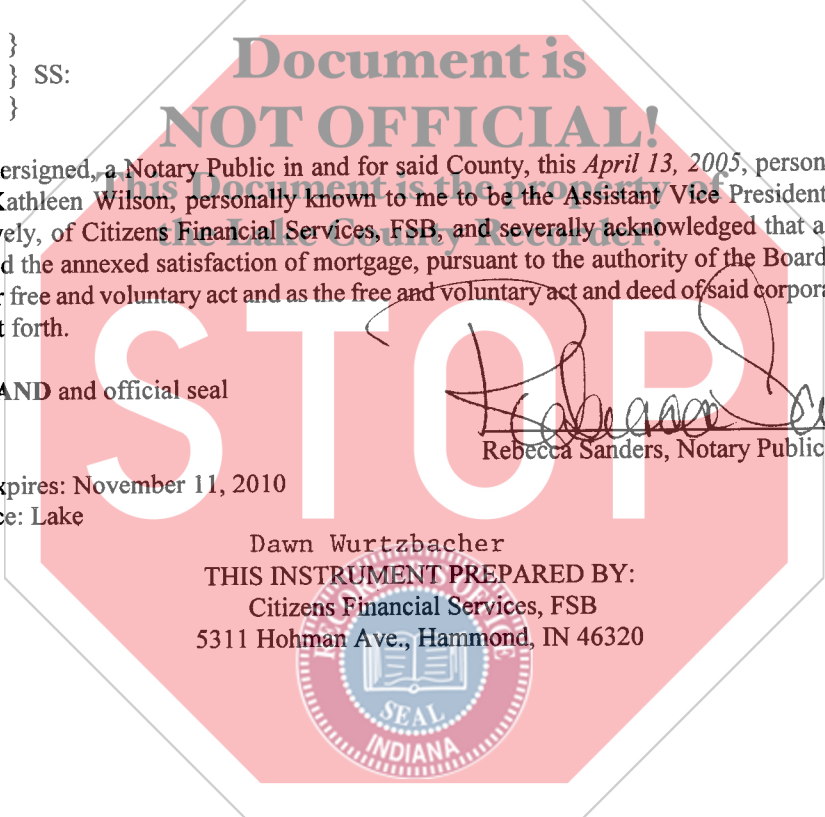 }
} SS:
}
Document is
NOT OFFICIAL!
This Document is the property of
the Lake County Recorder!
ersigned, a Notary Public in and for said County, this April 13, 2005, person
Kathleen Wilson, personally known to me to be the Assistant Vice President
vely, of Citizens Financial Services, FSB, and severally acknowledged that a
d the annexed satisfaction of mortgage, pursuant to the authority of the Board
r free and voluntary act and as the free and voluntary act and deed of said corpora
t forth.
STOP
AND and official seal
Rebecca Sanders, Notary Public
xpires: November 11, 2010
ce: Lake
Dawn Wurtzbacher
THIS INSTRUMENT PREPARED BY:
Citizens Financial Services, FSB
5311 Hohman Ave., Hammond, IN 46320
RECORDER'S OFFICE
SEAL
INDIANA